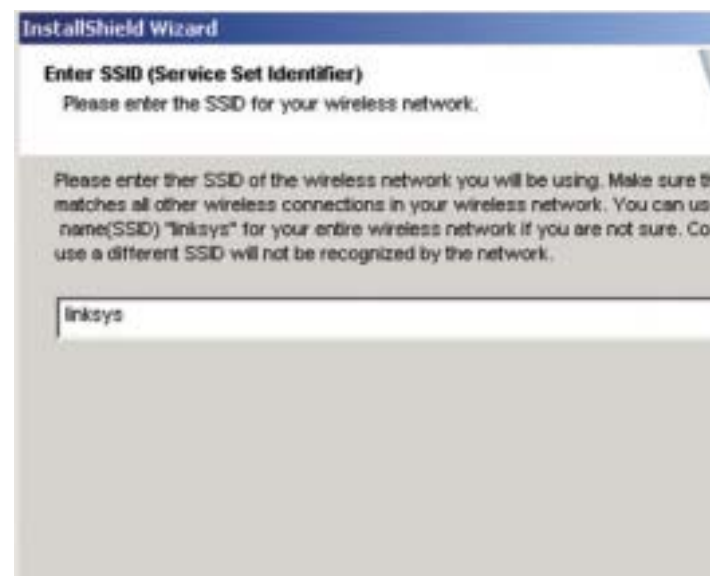 InstallShield Wizard
Enter SSID (Service Set Identifier)
Please enter the SSID for your wireless network.
Please enter ther SSID of the wireless network you will be using. Make sure th
matches all other wireless connections in your wireless network. You can us
name(SSID) "linksys" for your entire wireless network if you are not sure. Co
use a different SSID will not be recognized by the network.
linksys